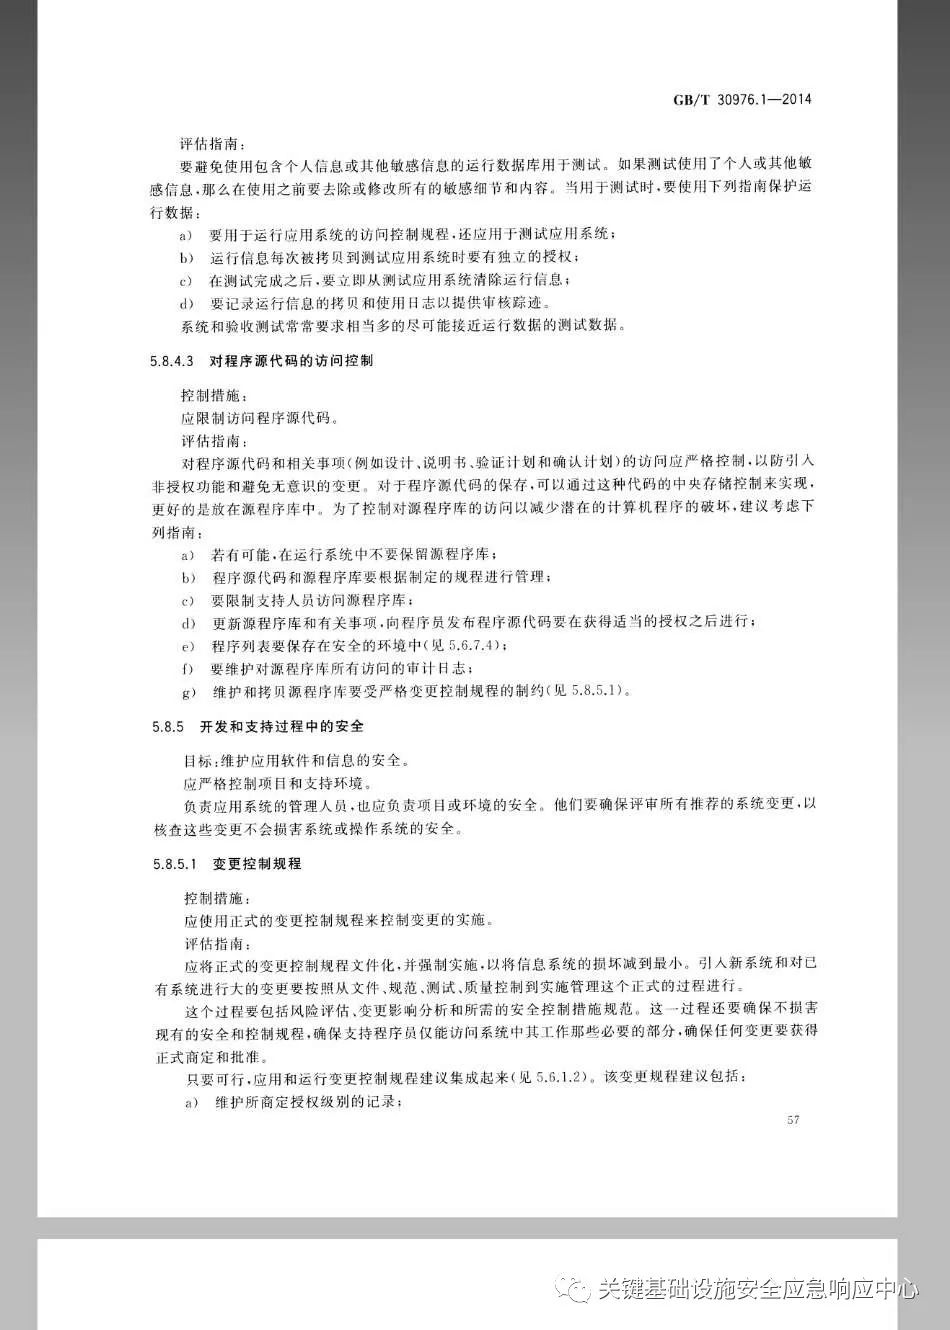 GB/T 30976.1—2014
评估指南：
要避免使用包含个人信息或其他敏感信息的运行数据库用于测试。如果测试使用了个人或其他敏
感信息，那么在使用之前要去除或修改所有的敏感细节和内容。当用于测试时，要使用下列指南保护运
行数据：
a） 要用于运行应用系统的访问控制规程，还应用于测试应用系统；
b） 运行信息每次被拷贝到测试应用系统时要有独立的授权；
c） 在测试完成之后，要立即从测试应用系统清除运行信息；
d） 要记录运行信息的拷贝和使用日志以提供审核踪迹。
系统和验收测试常常要求相当多的尽可能接近运行数据的测试数据。
5.8.4.3 对程序源代码的访问控制
控制措施：
应限制访问程序源代码。
评估指南：
对程序源代码和相关事项（例如设计、说明书、验证计划和确认计划）的访问应严格控制，以防引入
非授权功能和避免无意识的变更。对于程序源代码的保存，可以通过这种代码的中央存储控制来实现，
更好的是放在源程序库中。为了控制对源程序库的访问以减少潜在的计算机程序的破坏，建议考虑下
列指南：
a） 若有可能，在运行系统中不要保留源程序库；
b） 程序源代码和源程序库要根据制定的规程进行管理；
c） 要限制支持人员访问源程序库；
d） 更新源程序库和有关事项，向程序员发布程序源代码要在获得适当的授权之后进行；
e） 程序列表要保存在安全的环境中（见 5.6.7.4）；
f） 要维护对源程序库所有访问的审计日志；
g） 维护和拷贝源程序库要受严格变更控制规程的制约（见 5.8.5.1）。
5.8.5 开发和支持过程中的安全
目标：维护应用软件和信息的安全。
应严格控制项目和支持环境。
负责应用系统的管理人员，也应负责项目或环境的安全。他们要确保评审所有推荐的系统变更，以
核查这些变更不会损害系统或操作系统的安全。
5.8.5.1 变更控制规程
控制措施：
应使用正式的变更控制规程来控制变更的实施。
评估指南：
应将正式的变更控制规程文件化，并强制实施，以将信息系统的损坏减到最小。引入新系统和对已
有系统进行大的变更要按照从文件、规范、测试、质量控制到实施管理这个正式的过程进行。
这个过程要包括风险评估、变更影响分析和所需的安全控制措施规范。这一过程还要确保不损害
现有的安全和控制规程，确保支持程序员仅能访问系统中其工作那些必要的部分，确保任何变更要获得
正式商定和批准。
只要可行，应用和运行变更控制规程建议集成起来（见 5.6.1.2）。该变更规程建议包括：
a） 维护所商定授权级别的记录；
57
关键基础设施安全应急响应中心